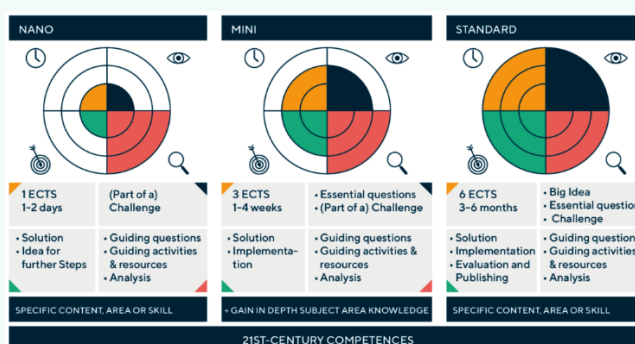 NANO
1 ECTS
1-2 days
(Part of a)
Challenge
• Solution
• Idea for
further Steps
• Guiding questions
• Guiding activities
& resources
• Analysis
SPECIFIC CONTENT, AREA OR SKILL
MINI
3 ECTS
1-4 weeks
• Essential questions
• (Part of a) Challenge
• Solution
• Implementa-
tion
• Guiding questions
• Guiding activities &
resources
• Analysis
+ GAIN IN DEPTH SUBJECT AREA KNOWLEDGE
STANDARD
6 ECTS
3-6 months
• Big Idea
• Essential question
• Challenge
• Solution
• Implementation
• Evaluation and
Publishing
• Guiding question
• Guiding activities
& resources
• Analysis
SPECIFIC CONTENT, AREA OR SKILL
21ST-CENTURY COMPETENCES